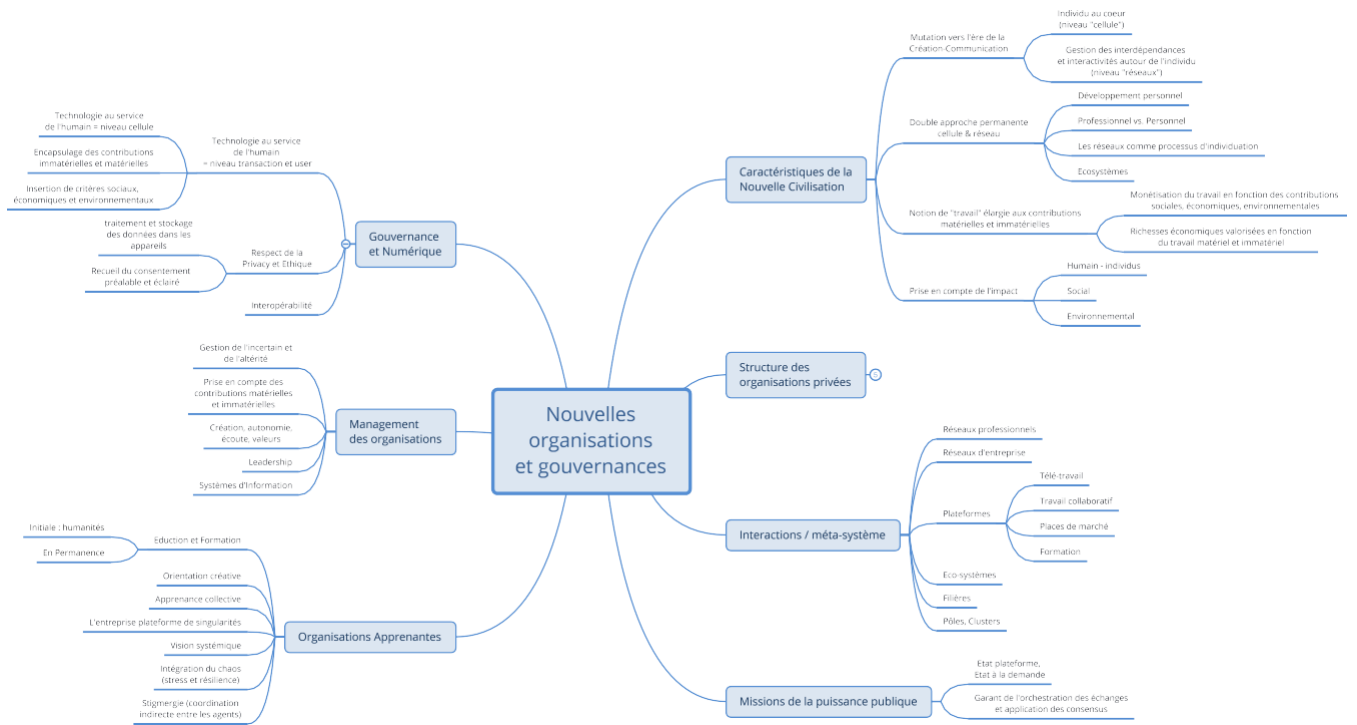 Nouvelles
organisations
et gouvernances
Caractéristiques de la
Nouvelle Civilisation
Mutation vers l'ère de la
Création-Communication
Individu au coeur
(niveau "cellule")
Gestion des interdépendances
et interactivités autour de l'individu
(niveau "réseaux")
Double approche permanente
cellule & réseau
Développement personnel
Professionnel vs. Personnel
Les réseaux comme processus d'individuation
Ecosystèmes
Notion de "travail" élargie aux contributions
matérielles et immatérielles
Monétisation du travail en fonction des contributions
sociales, économiques, environnementales
Richesses économiques valorisées en fonction
du travail matériel et immatériel
Prise en compte de l'impact
Humain - individus
Social
Environnemental
Structure des
organisations privées
5
Interactions / méta-système
Réseaux professionnels
Réseaux d'entreprise
Plateformes
Télé-travail
Travail collaboratif
Places de marché
Formation
Eco-systèmes
Filières
Pôles, Clusters
Missions de la puissance publique
Etat plateforme,
Etat à la demande
Garant de l'orchestration des échanges
et application des consensus
Gouvernance
et Numérique
Technologie au service
de l'humain
= niveau transaction et user
Technologie au service
de l'humain = niveau cellule
Encapsulage des contributions
immatérielles et matérielles
Insertion de critères sociaux,
économiques et environnementaux
Respect de la
Privacy et Ethique
traitement et stockage
des données dans les
appareils
Recueil du consentement
préalable et éclairé
Interopérabilité
Management
des organisations
Gestion de l'incertain et
de l'altérité
Prise en compte des
contributions matérielles
et immatérielles
Création, autonomie,
écoute, valeurs
Leadership
Systèmes d'Information
Organisations Apprenantes
Eduction et Formation
Initiale : humanités
En Permanence
Orientation créative
Apprenance collective
L'entreprise plateforme de singularités
Vision systémique
Intégration du chaos
(stress et résilience)
Stigmergie (coordination
indirecte entre les agents)